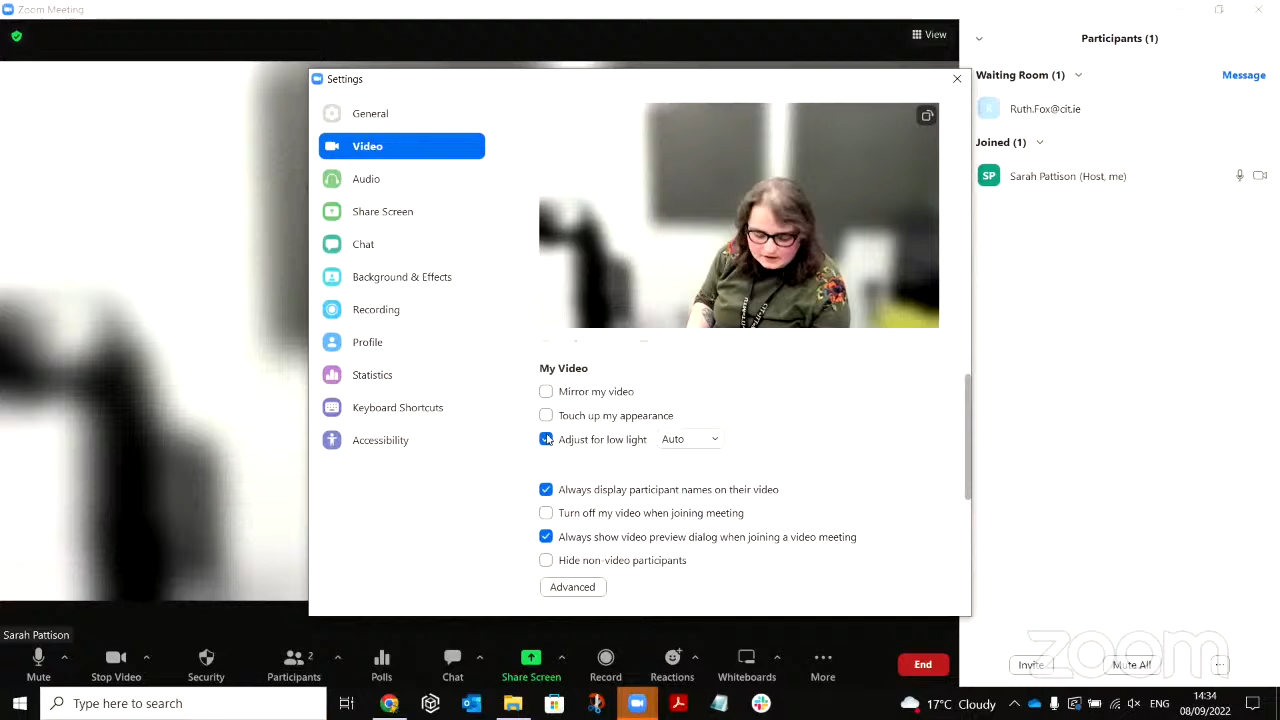 Zoom Meeting
View
Participants (1)
Waiting Room (1)
Message
R
Ruth.Fox@cit.ie
Joined (1)
SP
Sarah Pattison (Host, me)
Settings
General
Video
Audio
Share Screen
Chat
Background & Effects
Recording
Profile
Statistics
Keyboard Shortcuts
Accessibility
My Video
Mirror my video
Touch up my appearance
Adjust for low light
Auto
Always display participant names on their video
Turn off my video when joining meeting
Always show video preview dialog when joining a video meeting
Hide non-video participants
Advanced
Sarah Pattison
Mute
Stop Video
Security
2
Participants
Polls
Chat
Share Screen
Record
Reactions
Whiteboards
More
End
Invite
Mute All
zoom
Type here to search
17°C Cloudy
ENG
14:34
08/09/2022